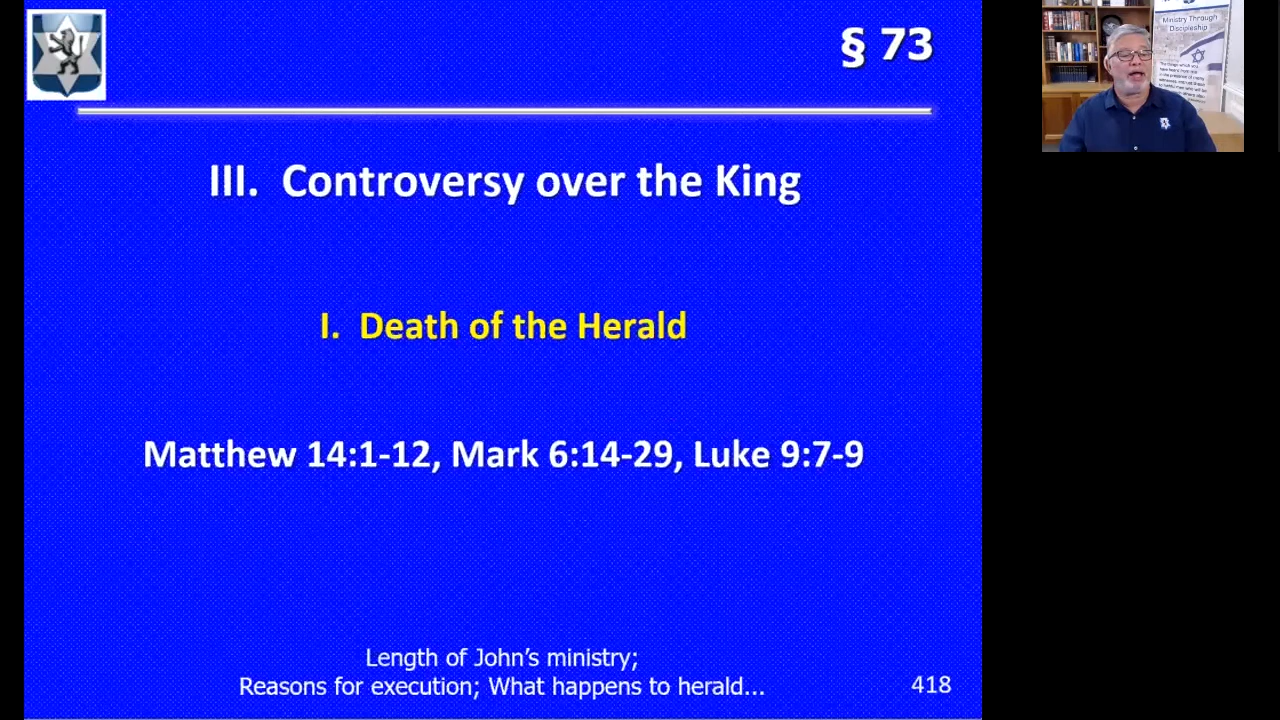 § 73
III. Controversy over the King
I. Death of the Herald
Matthew 14:1-12, Mark 6:14-29, Luke 9:7-9
Length of John's ministry;
Reasons for execution; What happens to herald...
418
Ministry Through
Discipleship